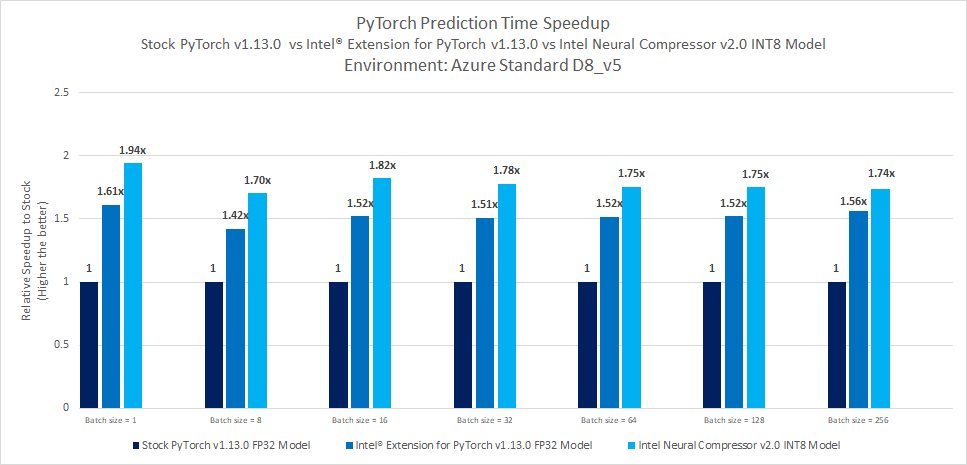 PyTorch Prediction Time Speedup
Stock PyTorch v1.13.0 vs Intel® Extension for PyTorch v1.13.0 vs Intel Neural Compressor v2.0 INT8 Model
Environment: Azure Standard D8_v5
Relative Speedup to Stock
(Higher the better)
2.5
2
1.5
1
0.5
0
1
1.61x
1.94x
1
1.42x
1.70x
1
1.52x
1.82x
1
1.51x
1.78x
1
1.52x
1.75x
1
1.52x
1.75x
1
1.56x
1.74x
Batch size = 1
Batch size = 8
Batch size = 16
Batch size = 32
Batch size = 64
Batch size = 128
Batch size = 256
Stock PyTorch v1.13.0 FP32 Model
Intel® Extension for PyTorch v1.13.0 FP32 Model
Intel Neural Compressor v2.0 INT8 Model